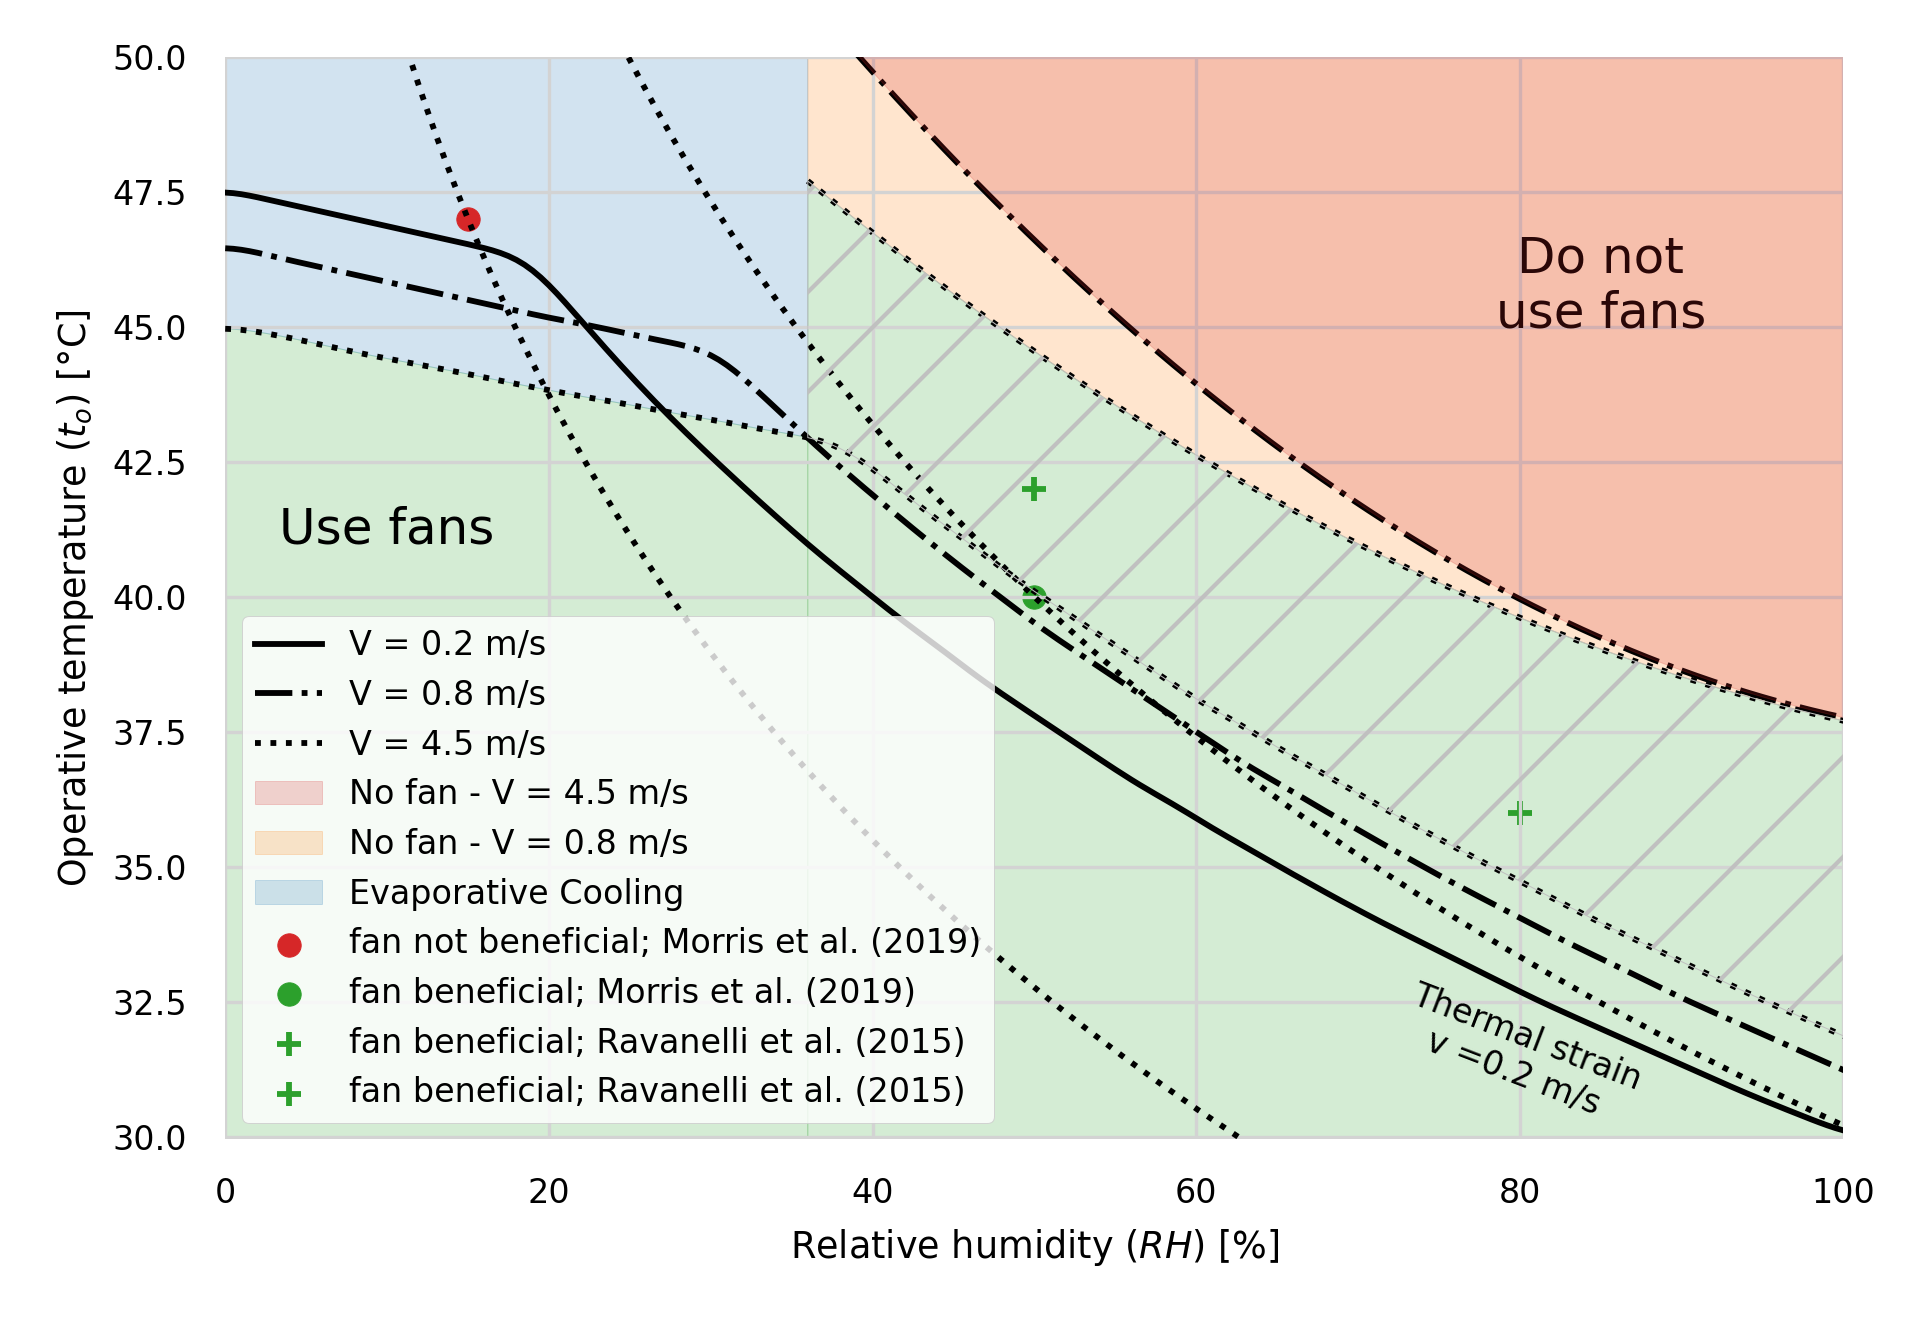 50.0
47.5
45.0
42.5
40.0
37.5
35.0
32.5
30.0
Operative temperature (tₒ) [°C]
Do not
use fans
Use fans
V = 0.2 m/s
V = 0.8 m/s
V = 4.5 m/s
No fan - V = 4.5 m/s
No fan - V = 0.8 m/s
Evaporative Cooling
fan not beneficial; Morris et al. (2019)
fan beneficial; Morris et al. (2019)
fan beneficial; Ravanelli et al. (2015)
fan beneficial; Ravanelli et al. (2015)
Thermal strain
v =0.2 m/s
0 20 40 60 80 100
Relative humidity (RH) [%]